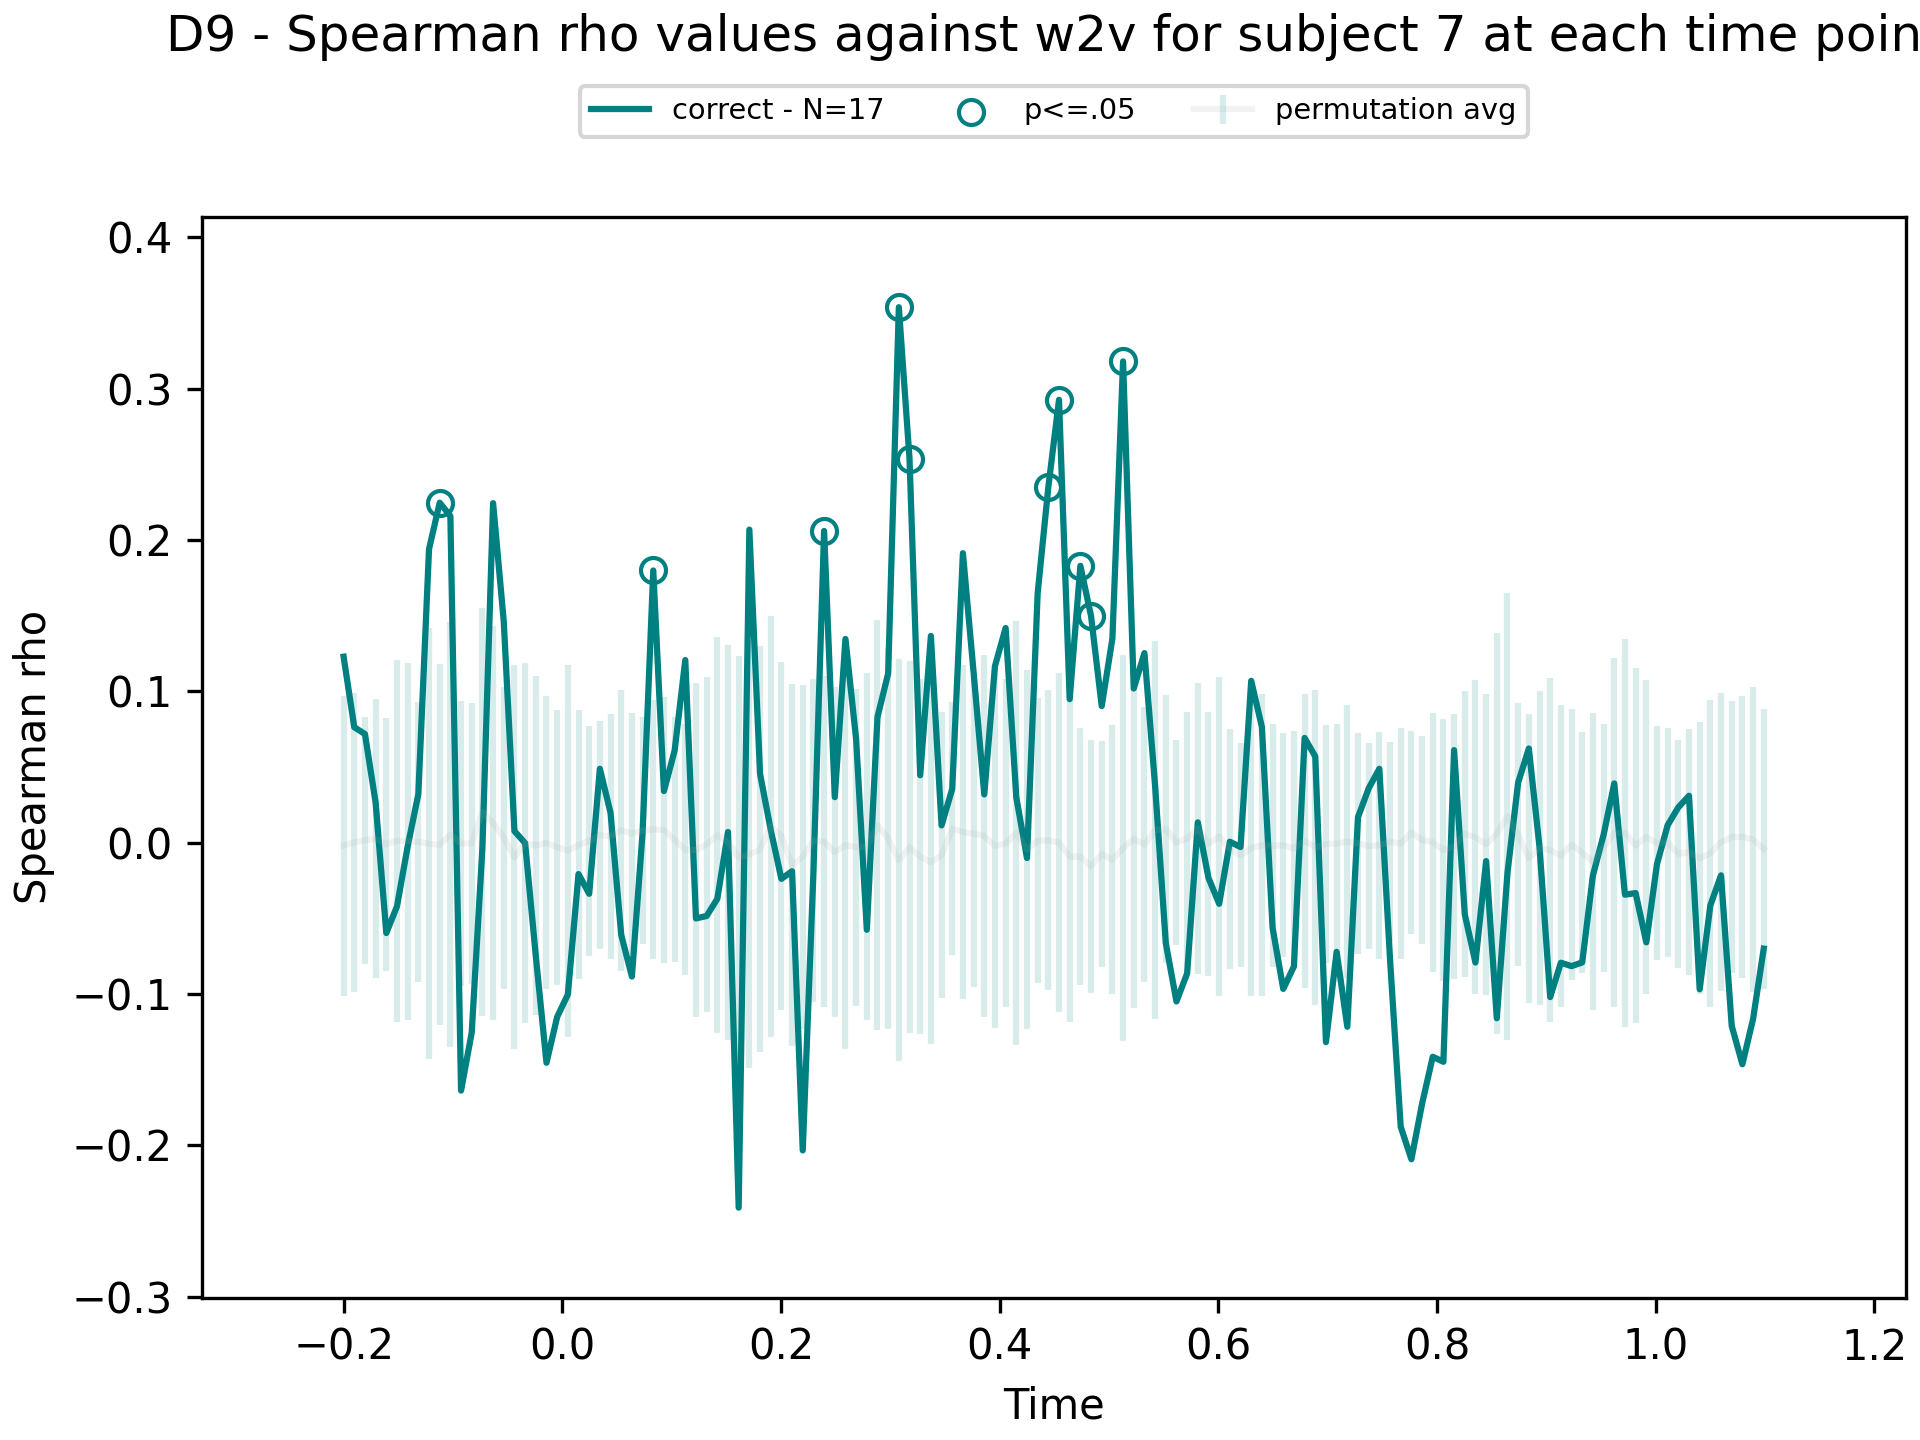 D9 - Spearman rho values against w2v for subject 7 at each time poin
correct - N=17 p<=.05 permutation avg
0.4
0.3
0.2
0.1
0.0
−0.1
−0.2
−0.3
Spearman rho
−0.2 0.0 0.2 0.4 0.6 0.8 1.0 1.2
Time